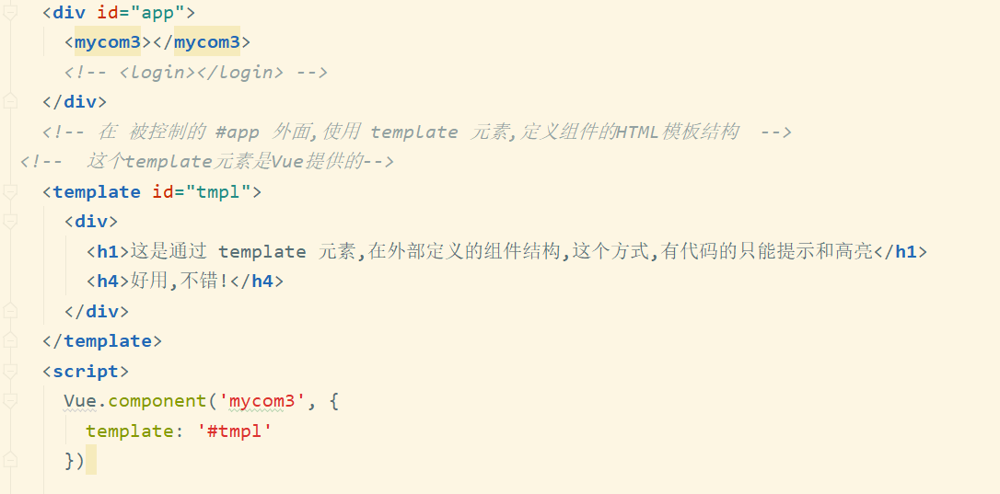 <div id="app">
<mycom3></mycom3>
<!-- <login></login> -->
</div>
<!-- 在 被控制的 #app 外面,使用 template 元素,定义组件的HTML模板结构  -->
<!--  这个template元素是Vue提供的-->
<template id="tmpl">
<div>
<h1>这是通过 template 元素,在外部定义的组件结构,这个方式,有代码的只能提示和高亮</h1>
<h4>好用,不错!</h4>
</div>
</template>
<script>
Vue.component('mycom3', {
template: '#tmpl'
})